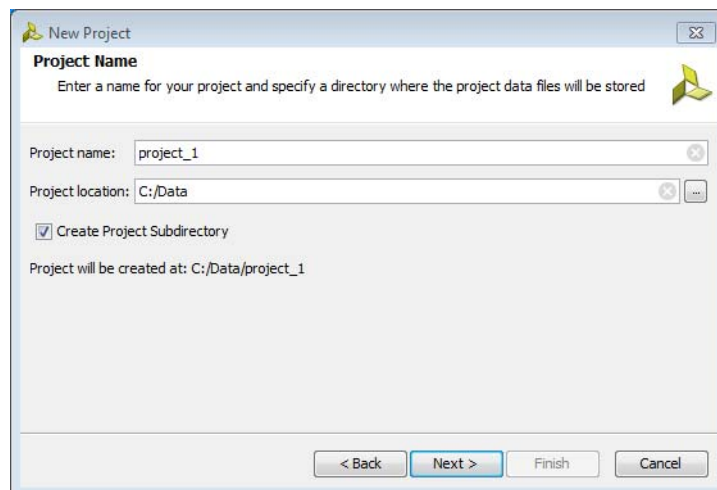 New Project
Project Name
Enter a name for your project and specify a directory where the project data files will be stored
Project name: project_1
Project location: C:/Data ...
Create Project Subdirectory
Project will be created at: C:/Data/project_1
< Back Next > Finish Cancel